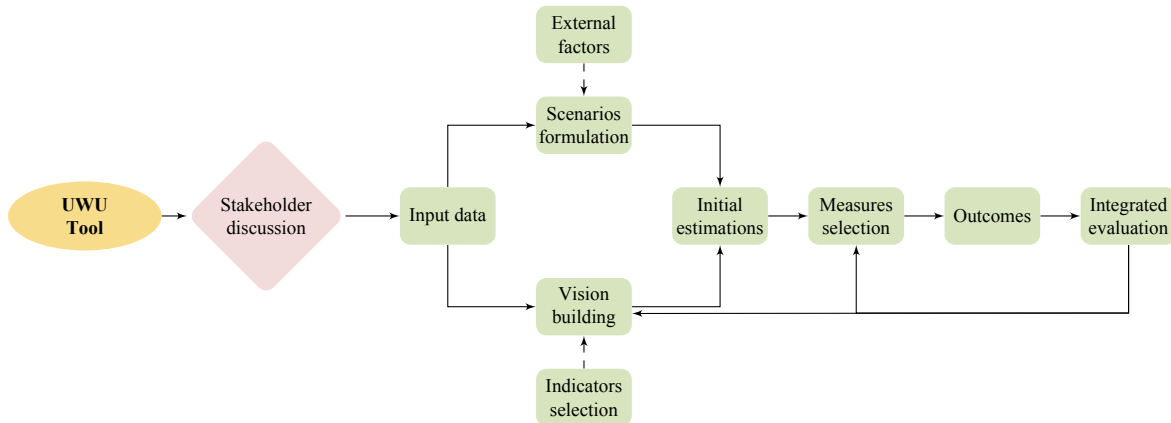 External
factors
Scenarios
formulation
UWU
Tool
Stakeholder
discussion
Input data
Initial
estimations
Measures
selection
Outcomes
Integrated
evaluation
Vision
building
Indicators
selection